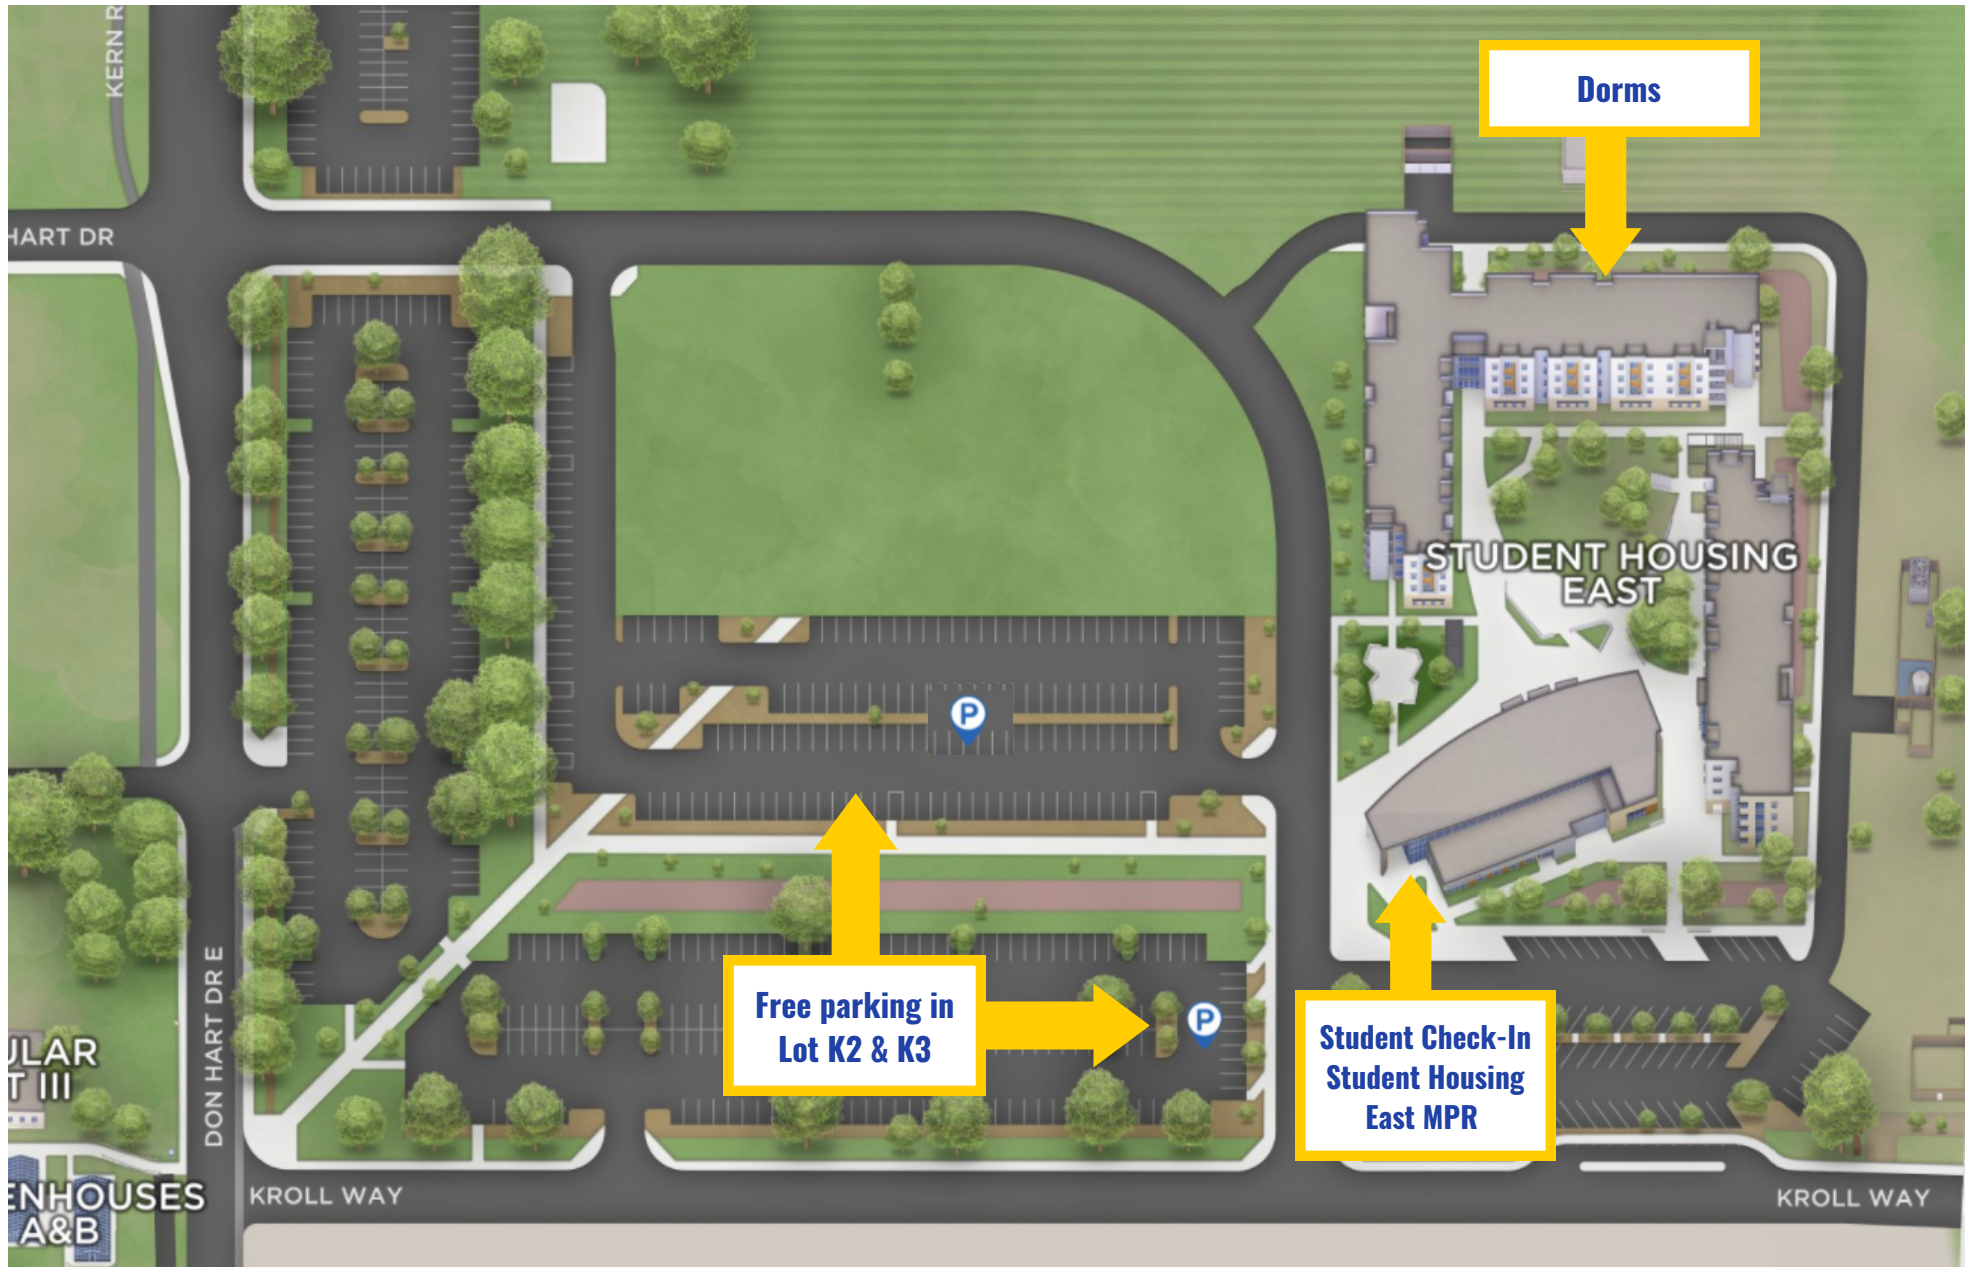 KERN R
Dorms
HART DR
STUDENT HOUSING
EAST
P
P
Free parking in
Lot K2 & K3
Student Check-In
Student Housing
East MPR
DON HART DR E
ULAR
T III
ENHOUSES
A&B
KROLL WAY
KROLL WAY